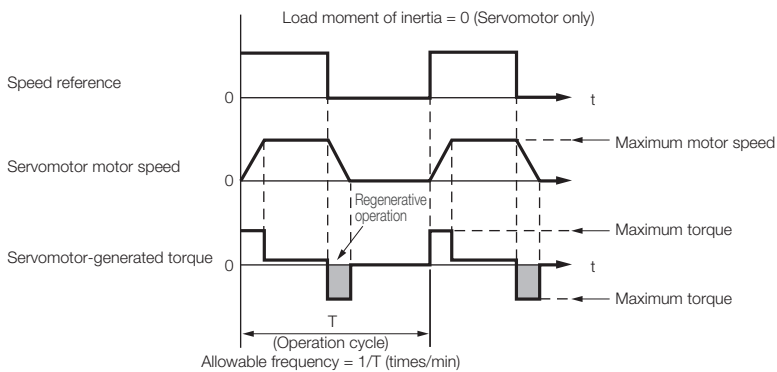 Load moment of inertia = 0 (Servomotor only)
Speed reference
0
t
Maximum motor speed
Servomotor motor speed
0
Regenerative
operation
Maximum torque
Servomotor-generated torque
0
t
Maximum torque
T
(Operation cycle)
Allowable frequency = 1/T (times/min)